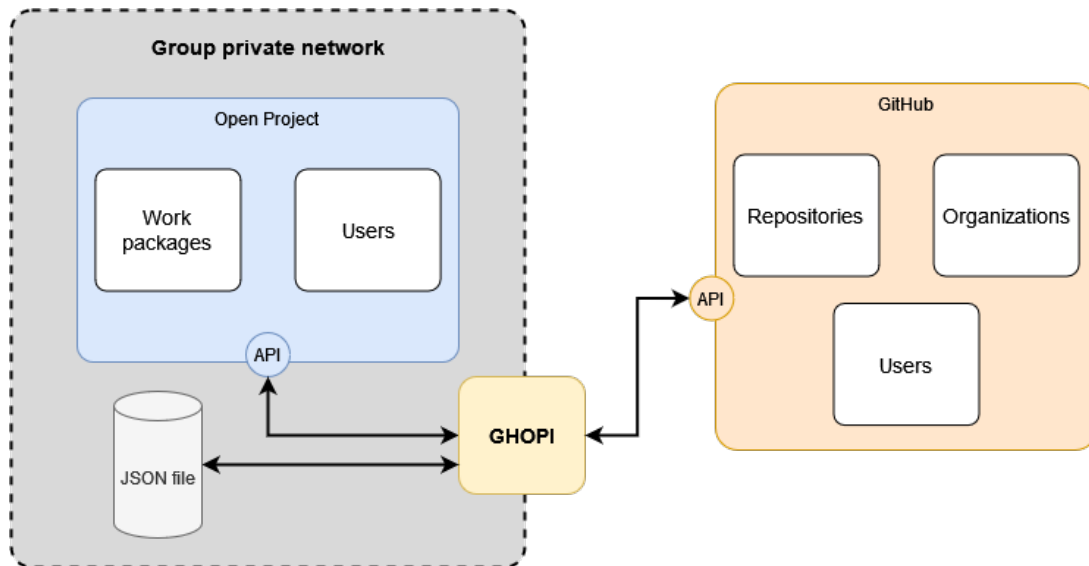 Group private network
Open Project
GitHub
Work
packages
Users
Repositories
Organizations
API
API
Users
GHOPI
JSON file